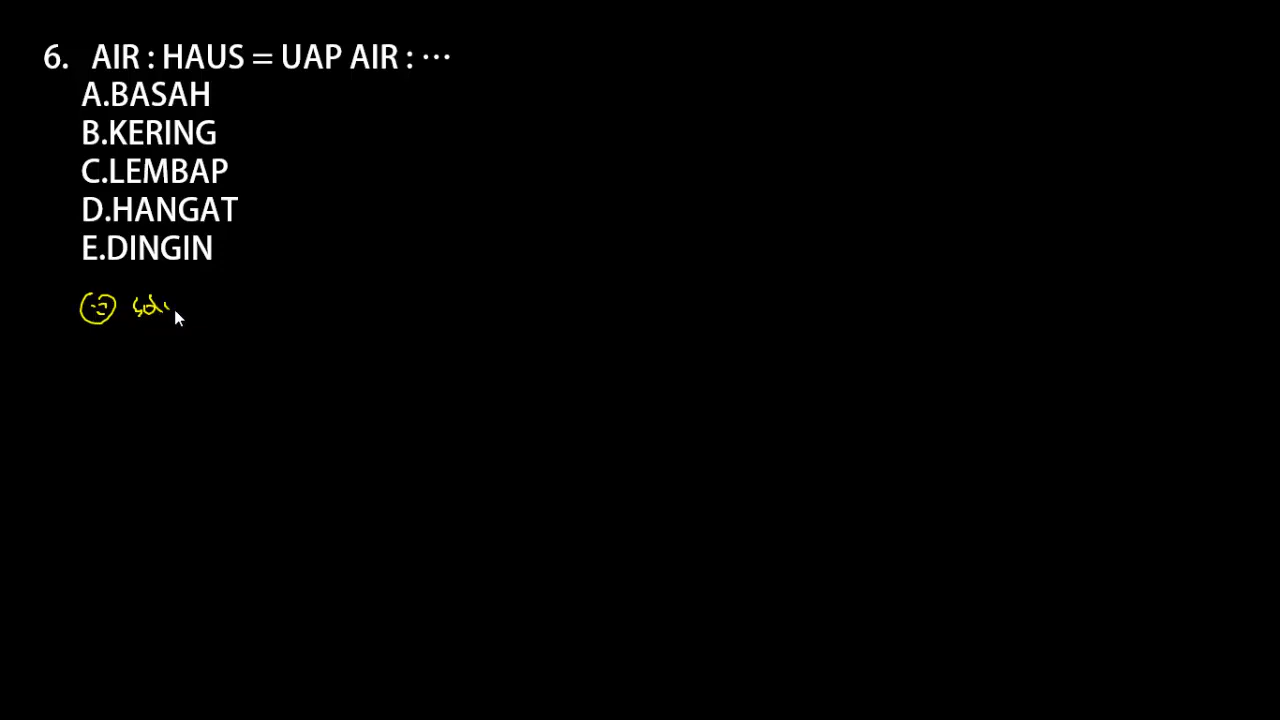 6. AIR : HAUS = UAP AIR : ...
A.BASAH
B.KERING
C.LEMBAP
D.HANGAT
E.DINGIN